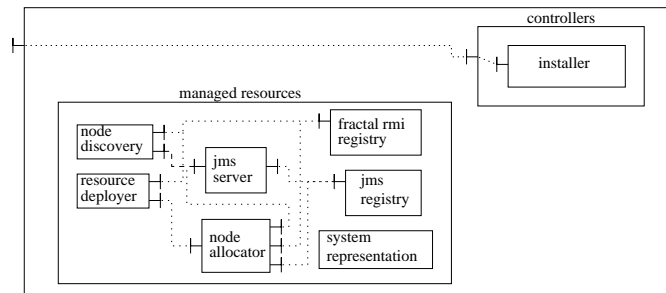 controllers
installer
managed resources
fractal rmi
registry
node
discovery
jms
server
resource
deployer
jms
registry
node
allocator
system
representation